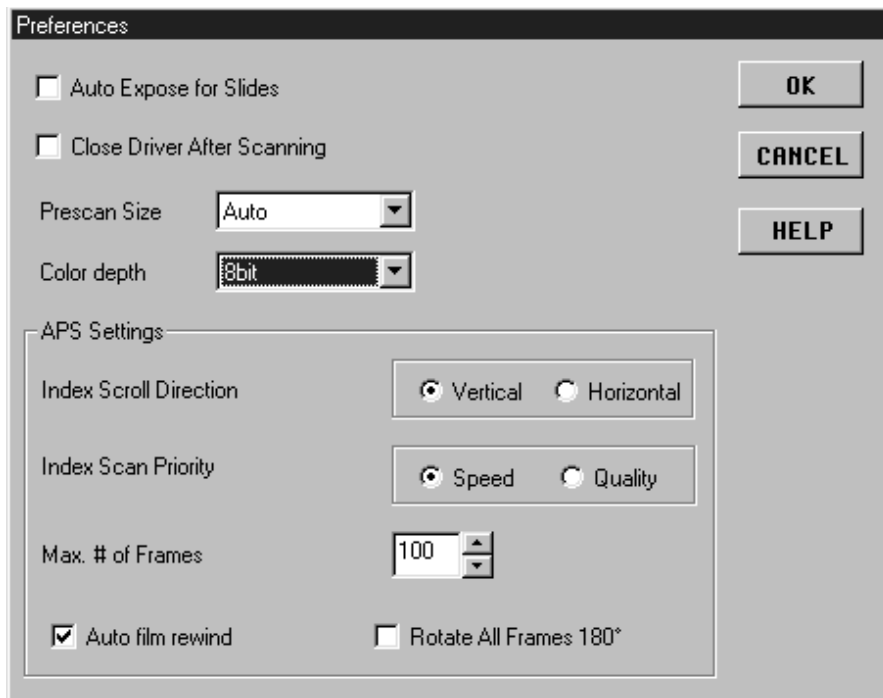 Preferences
Auto Expose for Slides
OK
Close Driver After Scanning
CANCEL
Prescan Size Auto
HELP
Color depth 8bit
APS Settings
Index Scroll Direction Vertical Horizontal
Index Scan Priority Speed Quality
Max. # of Frames 100
Auto film rewind Rotate All Frames 180°